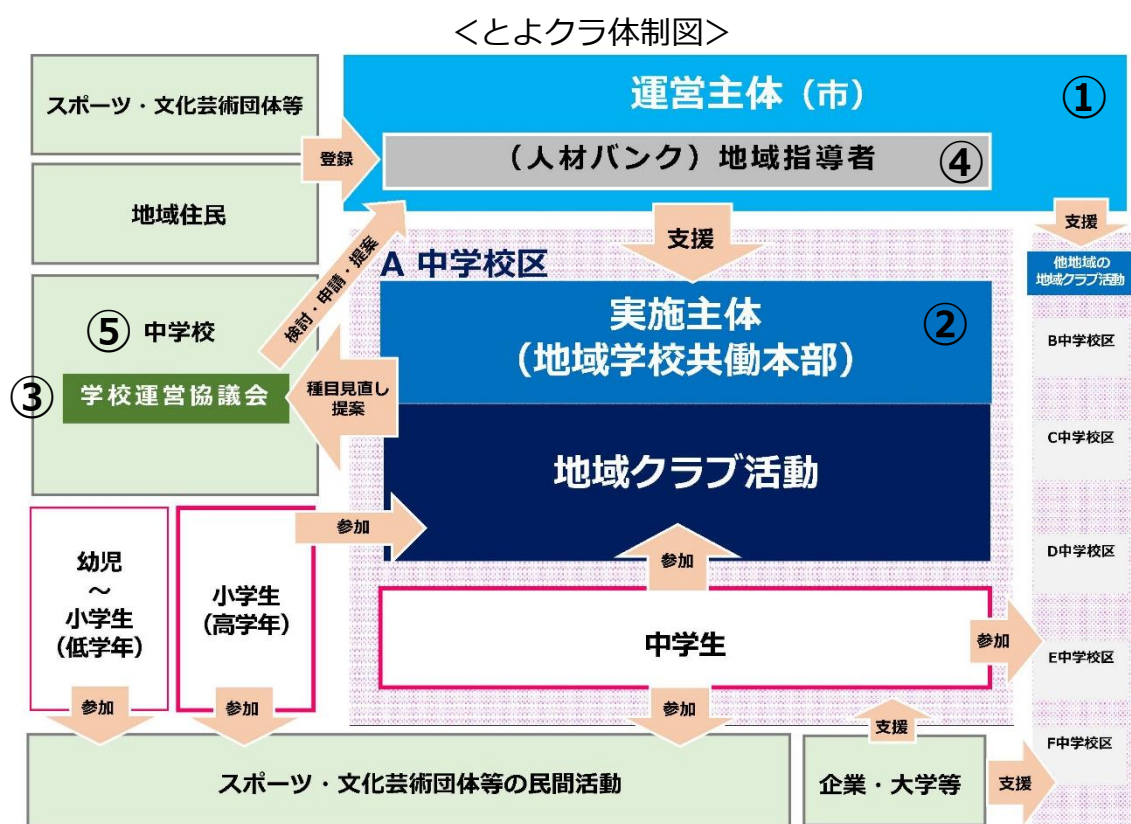 ＜とよクラ体制図＞
スポーツ・文化芸術団体等
地域住民
登録
運営主体（市）
①
（人材バンク）地域指導者
④
支援
支援
検討・申請・提案
A 中学校区
他地域の
地域クラブ活動
⑤ 中学校
③ 学校運営協議会
種目見直し
提案
実施主体
（地域学校共働本部）
②
地域クラブ活動
B中学校区
C中学校区
D中学校区
E中学校区
F中学校区
幼児
～
小学生
（低学年）
小学生
（高学年）
参加
参加
中学生
参加
参加
参加
参加
支援
スポーツ・文化芸術団体等の民間活動
企業・大学等
支援